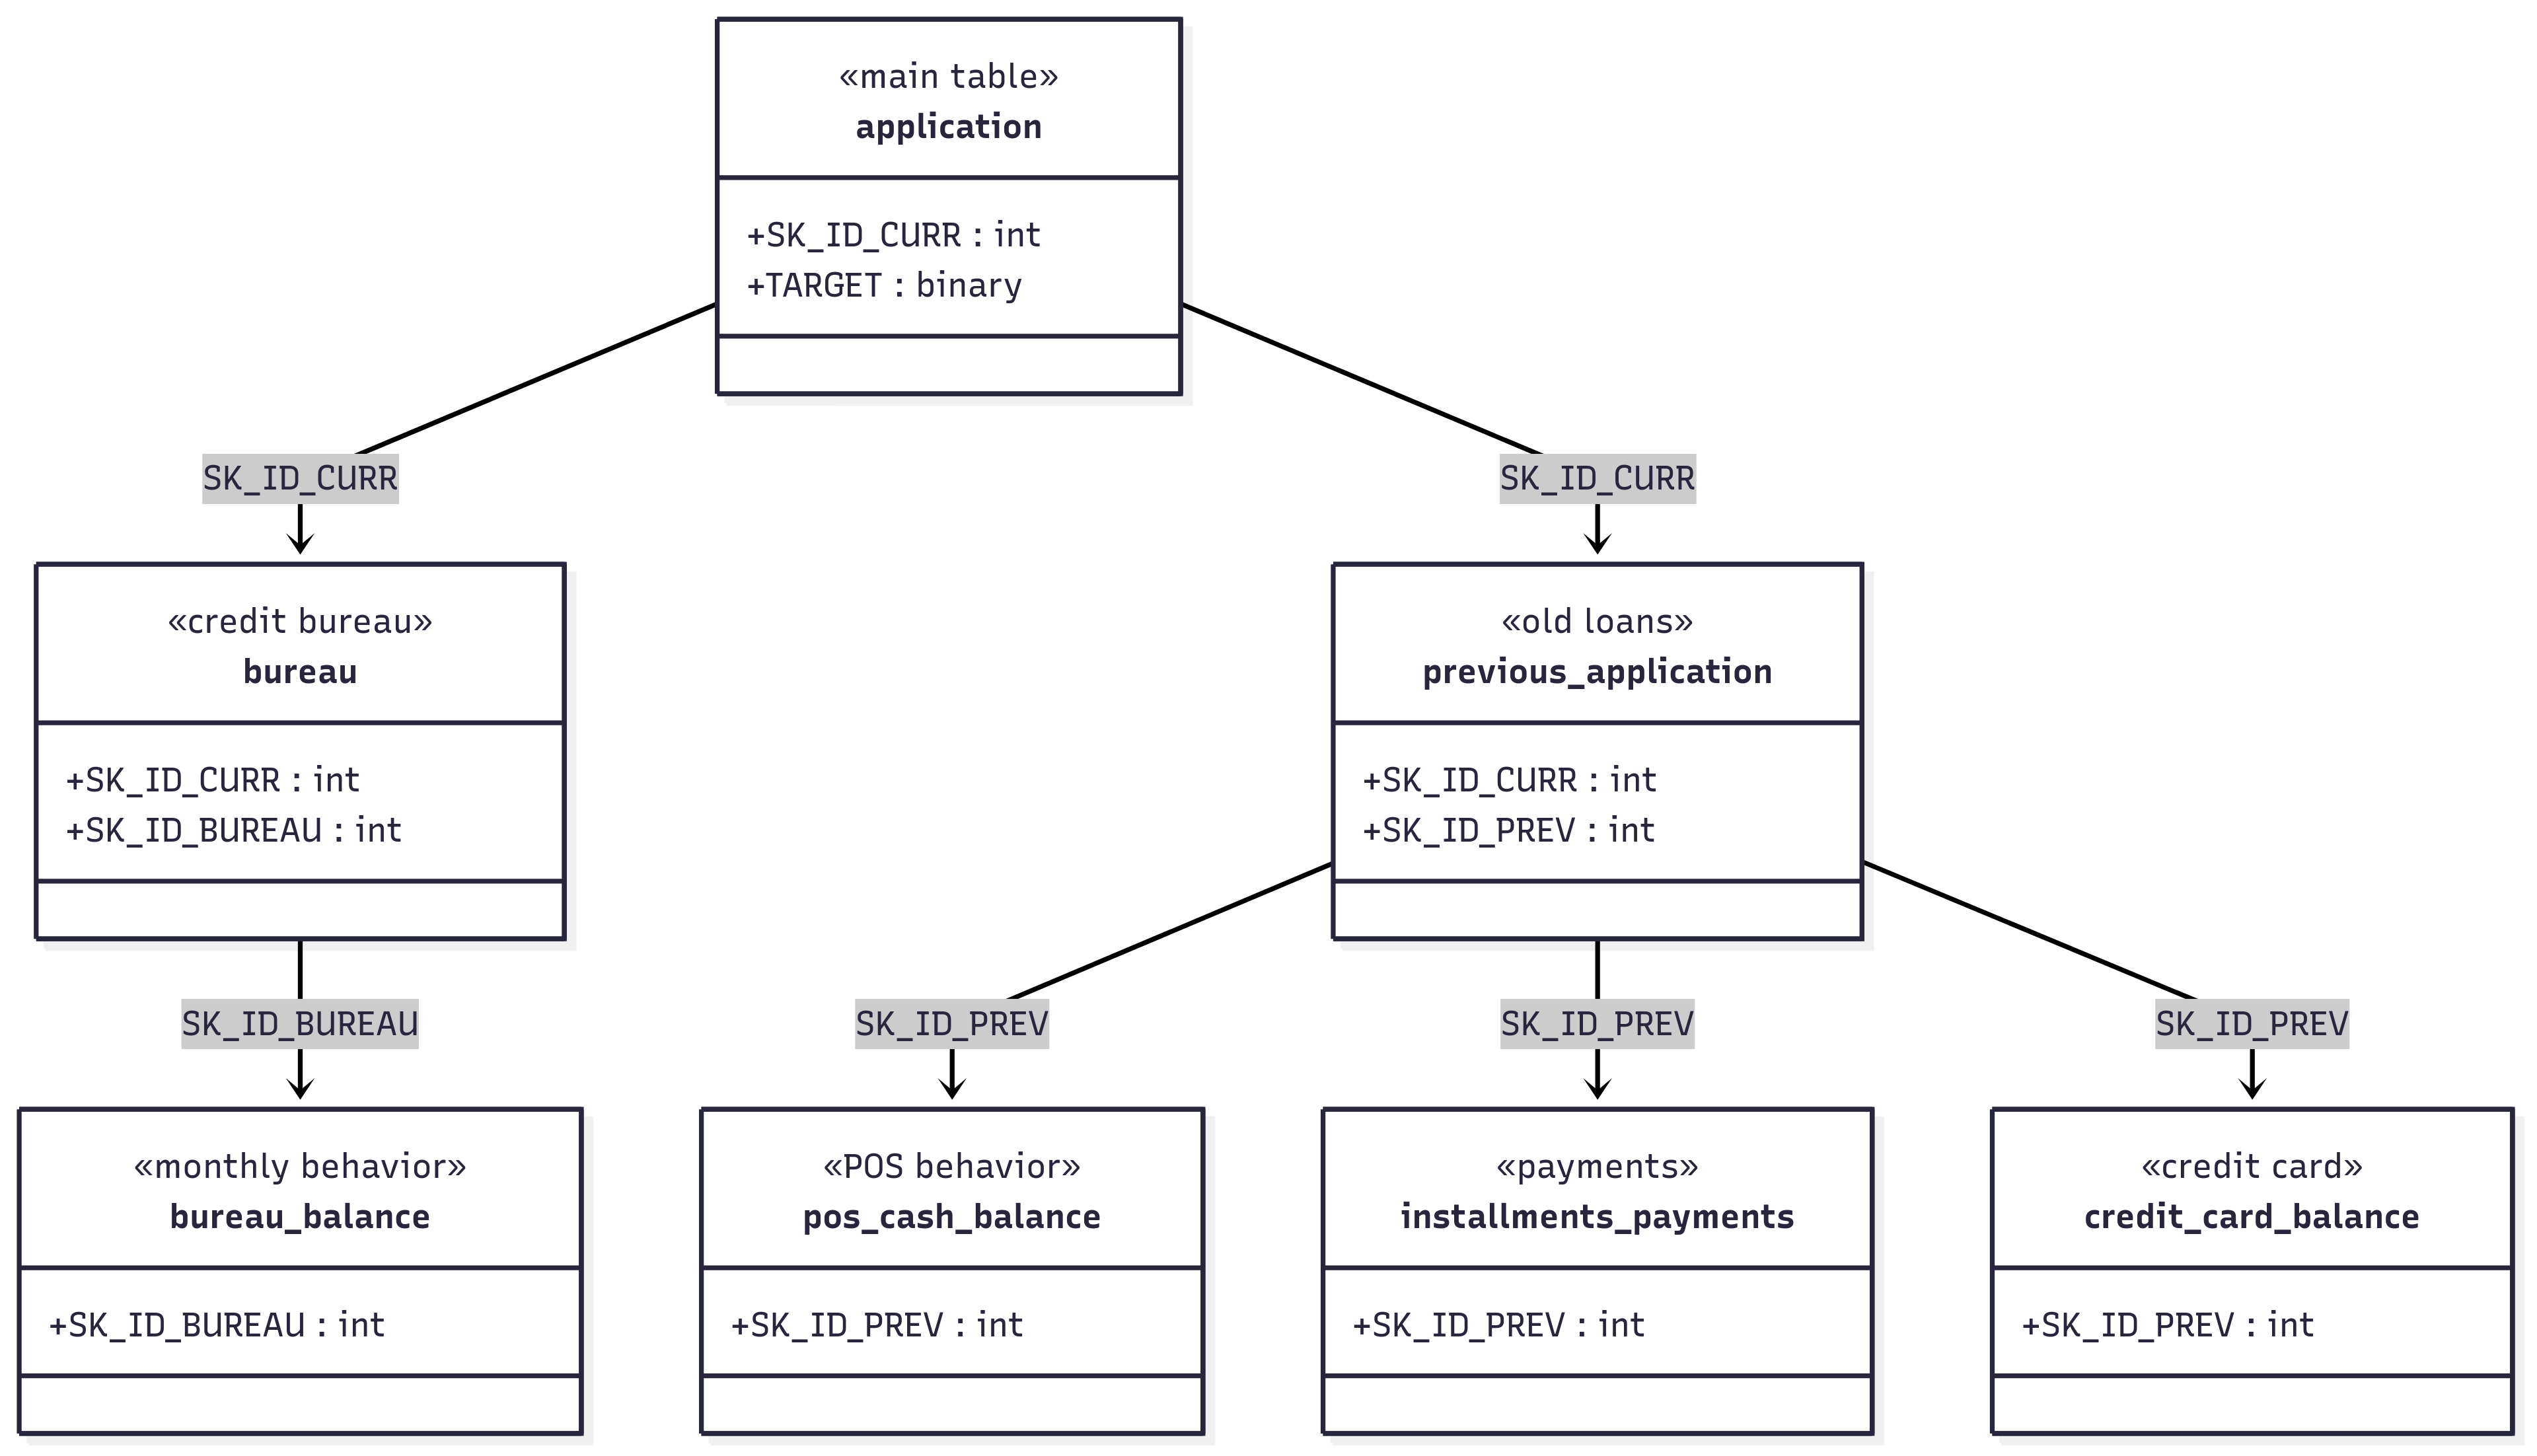 «main table»
application
+SK_ID_CURR : int
+TARGET : binary
SK_ID_CURR
SK_ID_CURR
«credit bureau»
bureau
+SK_ID_CURR : int
+SK_ID_BUREAU : int
«old loans»
previous_application
+SK_ID_CURR : int
+SK_ID_PREV : int
SK_ID_BUREAU
SK_ID_PREV
SK_ID_PREV
SK_ID_PREV
«monthly behavior»
bureau_balance
+SK_ID_BUREAU : int
«POS behavior»
pos_cash_balance
+SK_ID_PREV : int
«payments»
installments_payments
+SK_ID_PREV : int
«credit card»
credit_card_balance
+SK_ID_PREV : int